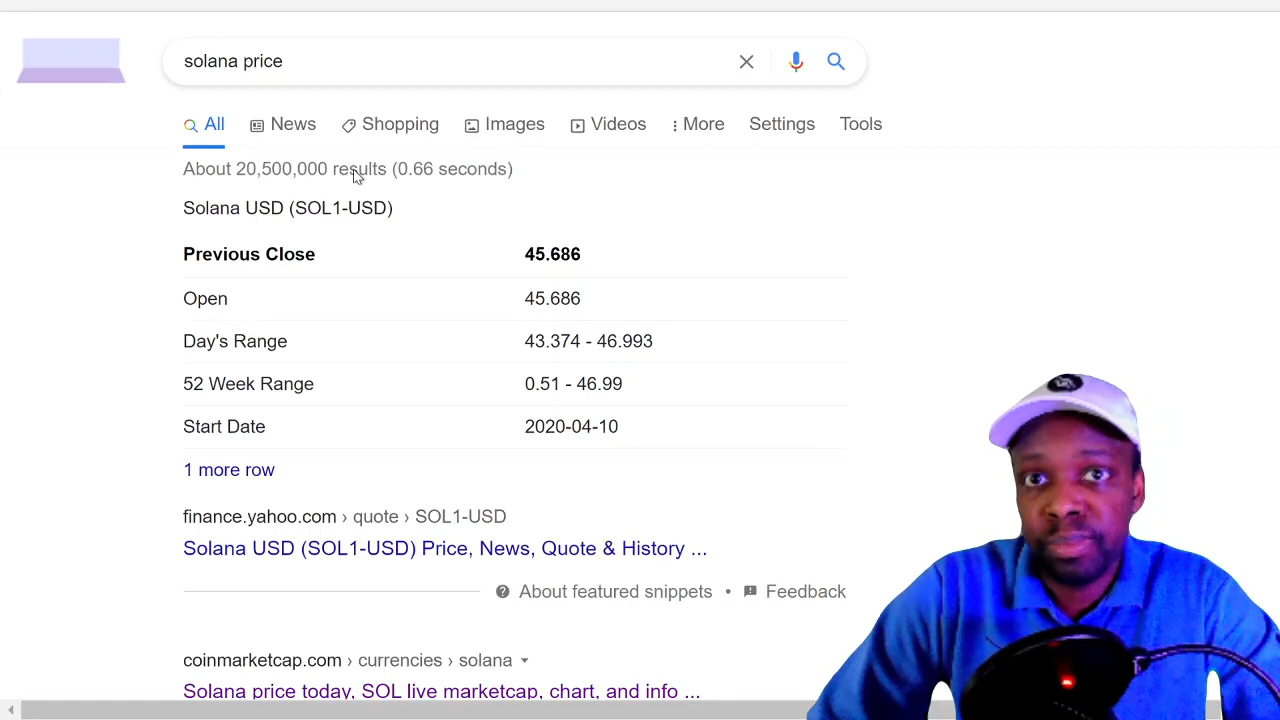 solana price
All News Shopping Images Videos More Settings Tools
About 20,500,000 results (0.66 seconds)
Solana USD (SOL1-USD)
Previous Close 45.686
Open 45.686
Day's Range 43.374 - 46.993
52 Week Range 0.51 - 46.99
Start Date 2020-04-10
1 more row
finance.yahoo.com › quote › SOL1-USD
Solana USD (SOL1-USD) Price, News, Quote & History ...
About featured snippets • Feedback
coinmarketcap.com › currencies › solana
Solana price today, SOL live marketcap, chart, and info ...